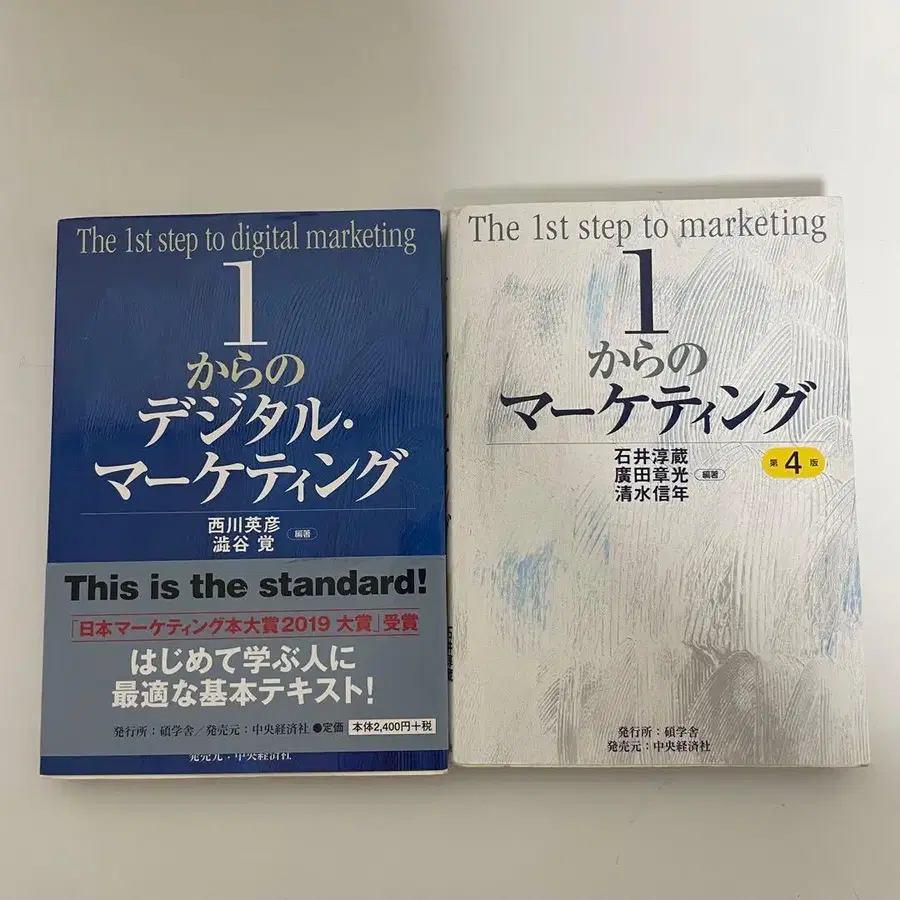 The 1st step to digital marketing
1
からの
デジタル・
マーケティング
西川英彦
澁谷 覚
編著
This is the standard!
「日本マーケティング本大賞2019 大賞」受賞
はじめて学ぶ人に
最適な基本テキスト!
発行所:碩学舎/発売元:中央経済社 ●定価 本体2,400円+税
発売元:中央経済社
The 1st step to marketing
1
からの
マーケティング
石井淳蔵
廣田章光
清水信年
編著
第4版
発行所:碩学舎
発売元:中央経済社